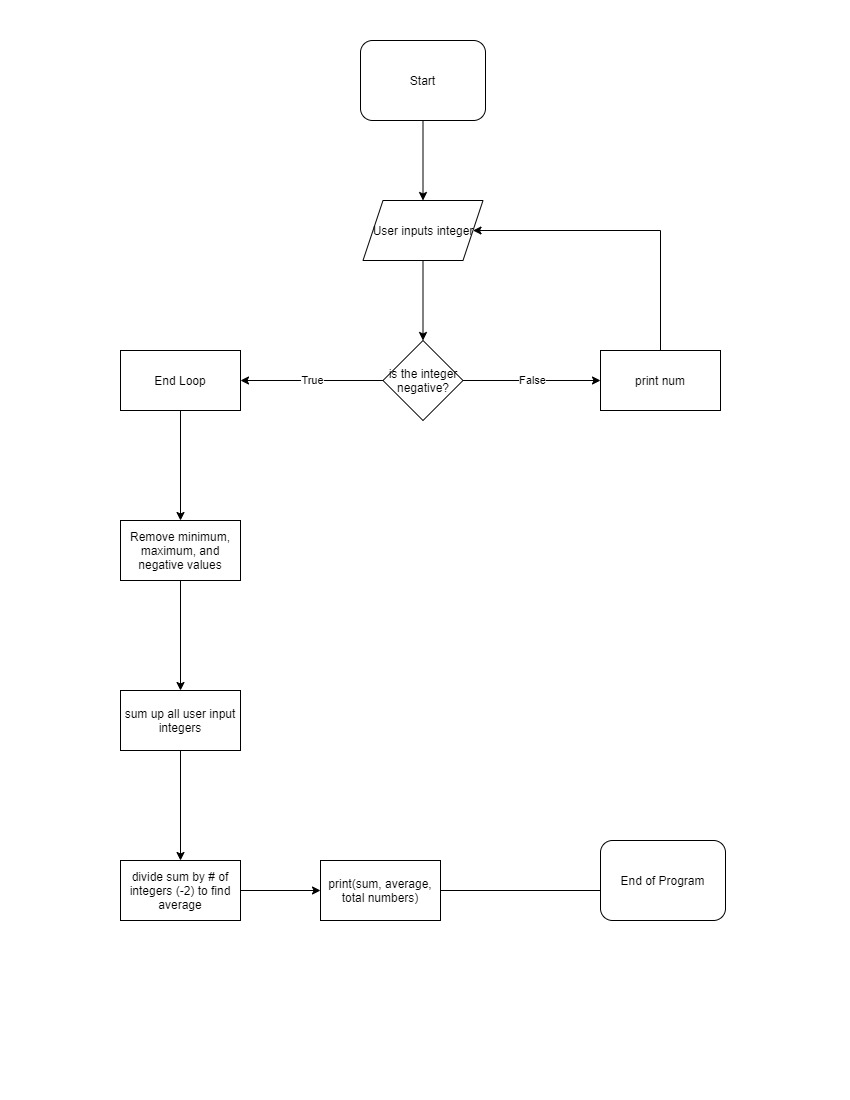 Start
User inputs integer
is the integer
negative?
True
False
End Loop
print num
Remove minimum,
maximum, and
negative values
sum up all user input
integers
divide sum by # of
integers (-2) to find
average
print(sum, average,
total numbers)
End of Program